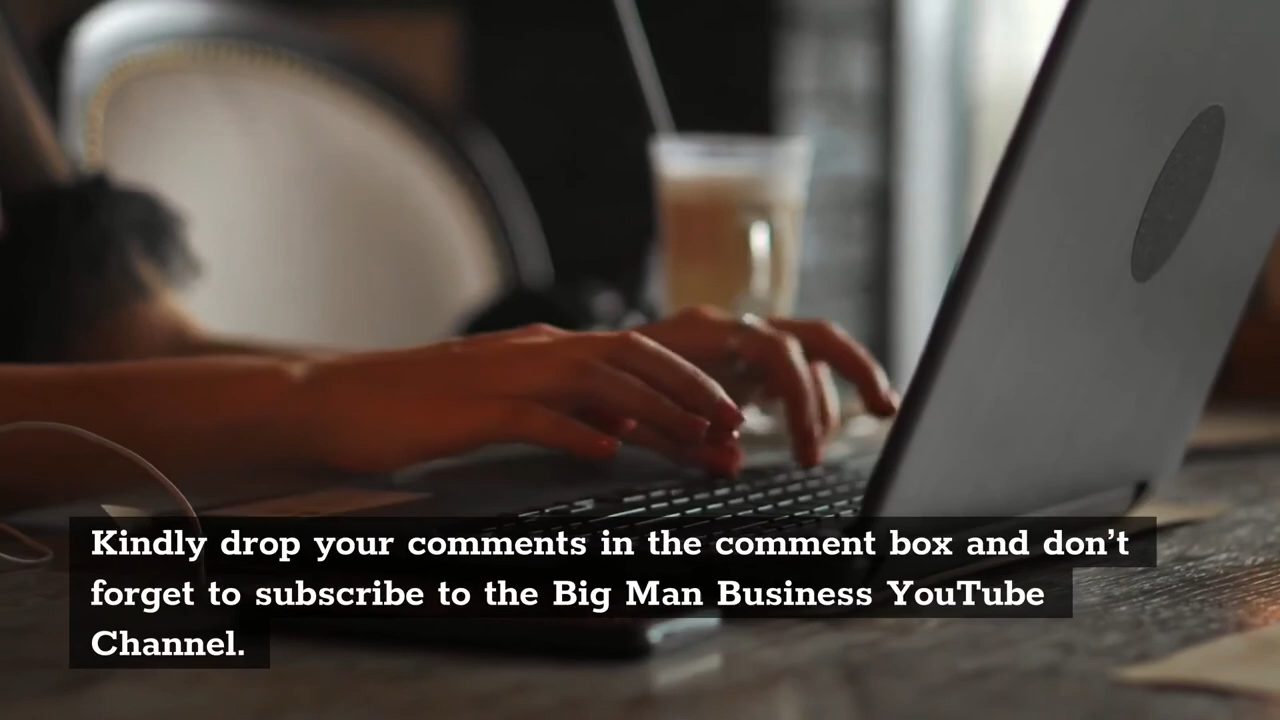 Kindly drop your comments in the comment box and don’t
forget to subscribe to the Big Man Business YouTube
Channel.